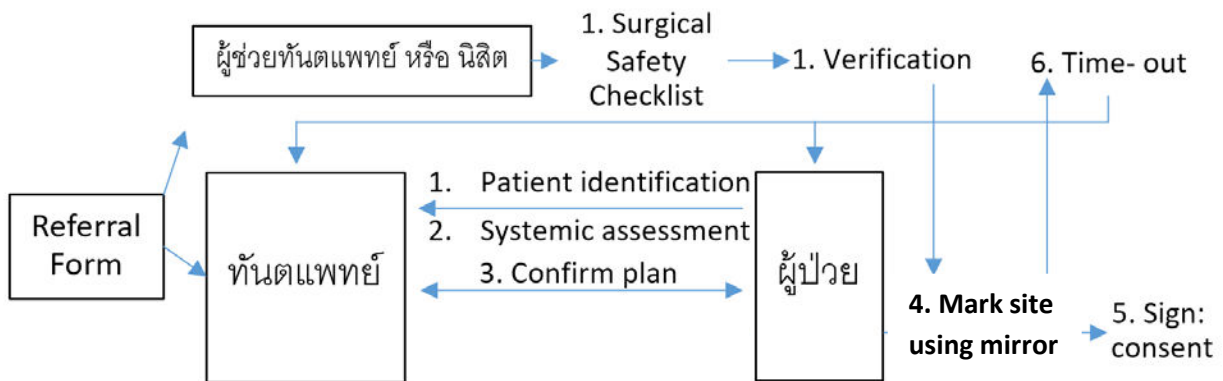 ผู้ช่วยทันตแพทย์ หรือ นิสิต
1. Surgical
Safety
Checklist
1. Verification
6. Time- out
Referral
Form
ทันตแพทย์
1. Patient identification
2. Systemic assessment
3. Confirm plan
ผู้ป่วย
4. Mark site
using mirror
5. Sign:
consent